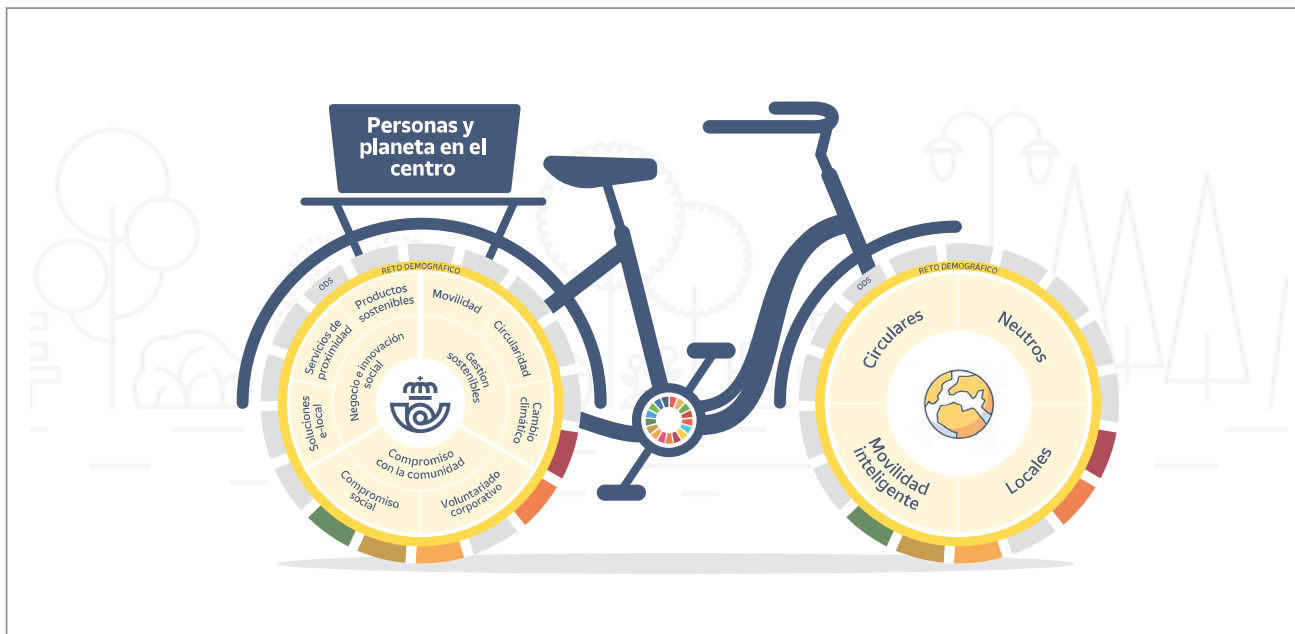 Personas y
planeta en el
centro
RETO DEMOGRÁFICO
ODS
Productos
sostenibles
Movilidad
Servicios de
proximidad
Circularidad
Negocio e innovación
social
Gestion
sostenibles
Soluciones
e-local
Cambio
climático
Compromiso
con la comunidad
Compromiso
social
Voluntariado
corporativo
RETO DEMOGRÁFICO
ODS
Circulares
Neutros
Movilidad
inteligente
Locales